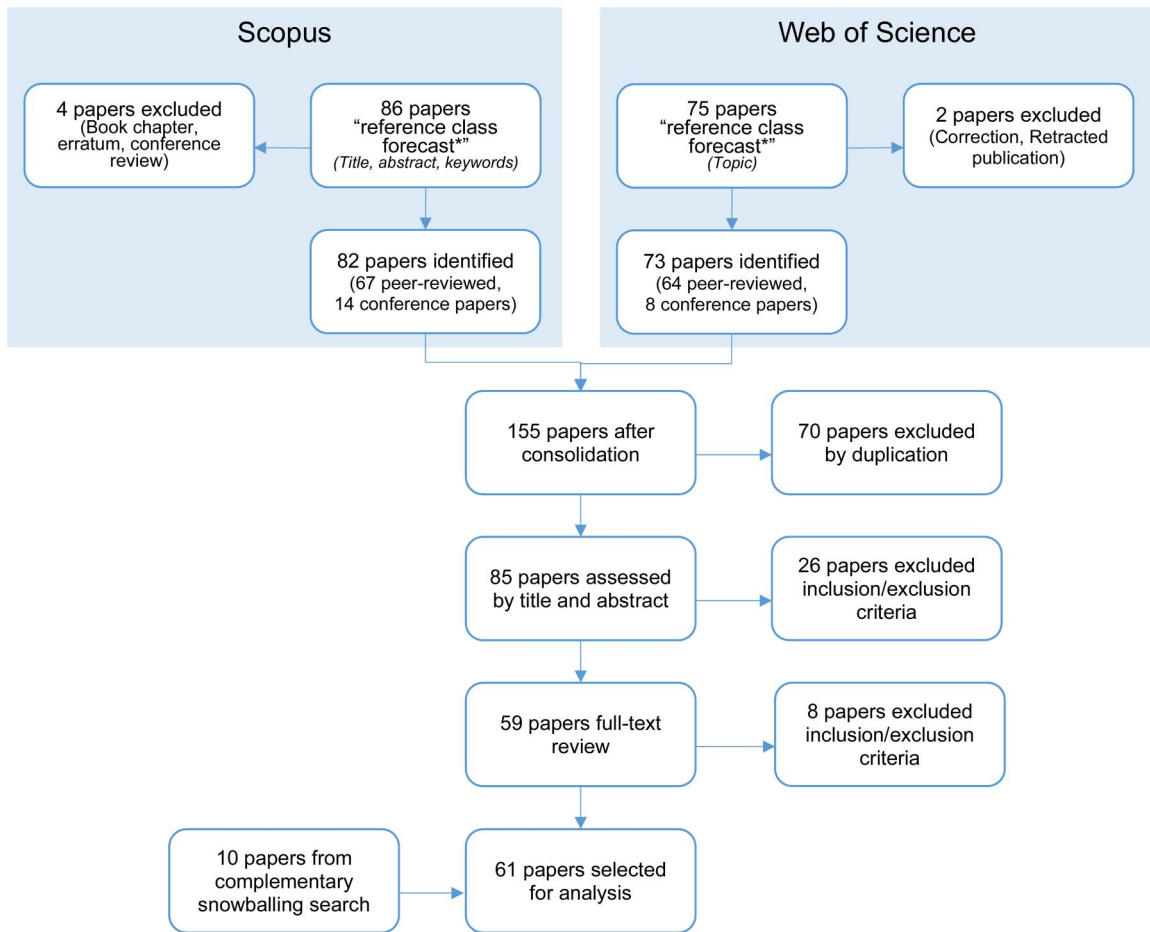 Scopus
4 papers excluded
(Book chapter,
erratum, conference
review)
86 papers
“reference class
forecast*”
(Title, abstract, keywords)
82 papers identified
(67 peer-reviewed,
14 conference papers)
Web of Science
75 papers
“reference class
forecast*”
(Topic)
2 papers excluded
(Correction, Retracted
publication)
73 papers identified
(64 peer-reviewed,
8 conference papers)
155 papers after
consolidation
70 papers excluded
by duplication
85 papers assessed
by title and abstract
26 papers excluded
inclusion/exclusion
criteria
59 papers full-text
review
8 papers excluded
inclusion/exclusion
criteria
10 papers from
complementary
snowballing search
61 papers selected
for analysis